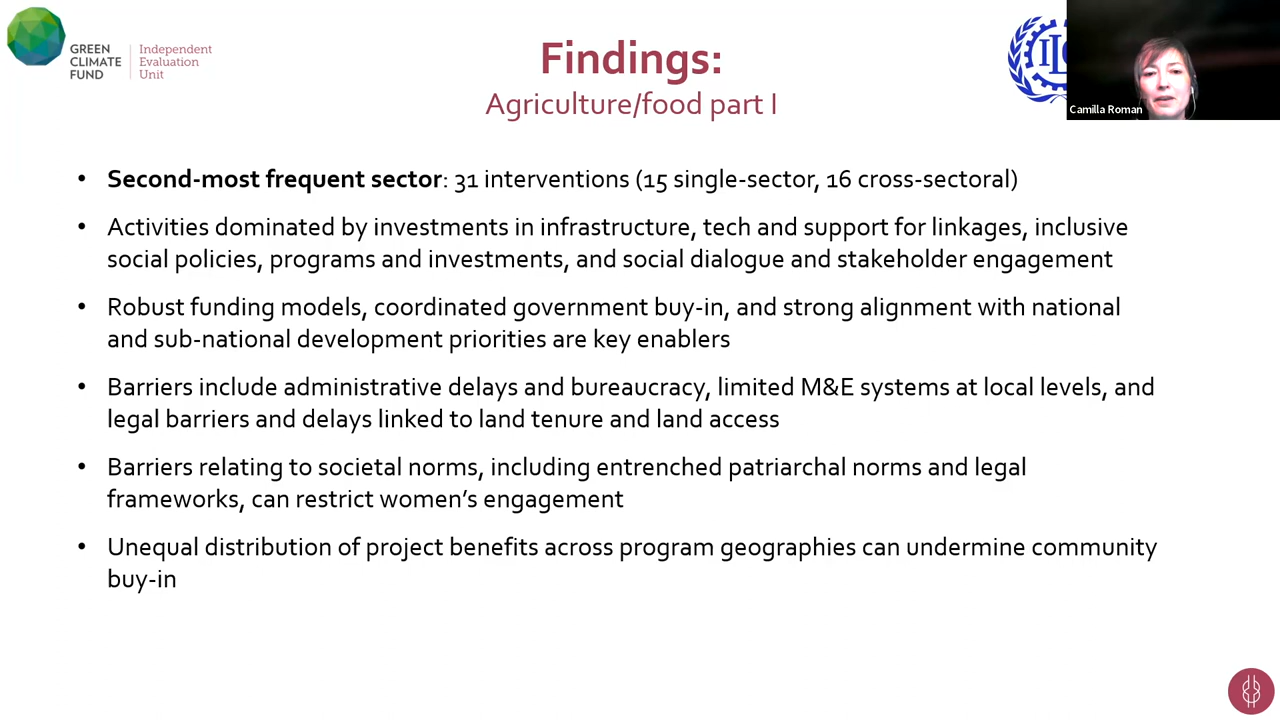 GREEN
CLIMATE
FUND
Independent
Evaluation
Unit
Findings:
Agriculture/food part I
Camilla Roman
• Second-most frequent sector: 31 interventions (15 single-sector, 16 cross-sectoral)
• Activities dominated by investments in infrastructure, tech and support for linkages, inclusive
social policies, programs and investments, and social dialogue and stakeholder engagement
• Robust funding models, coordinated government buy-in, and strong alignment with national
and sub-national development priorities are key enablers
• Barriers include administrative delays and bureaucracy, limited M&E systems at local levels, and
legal barriers and delays linked to land tenure and land access
• Barriers relating to societal norms, including entrenched patriarchal norms and legal
frameworks, can restrict women's engagement
• Unequal distribution of project benefits across program geographies can undermine community
buy-in